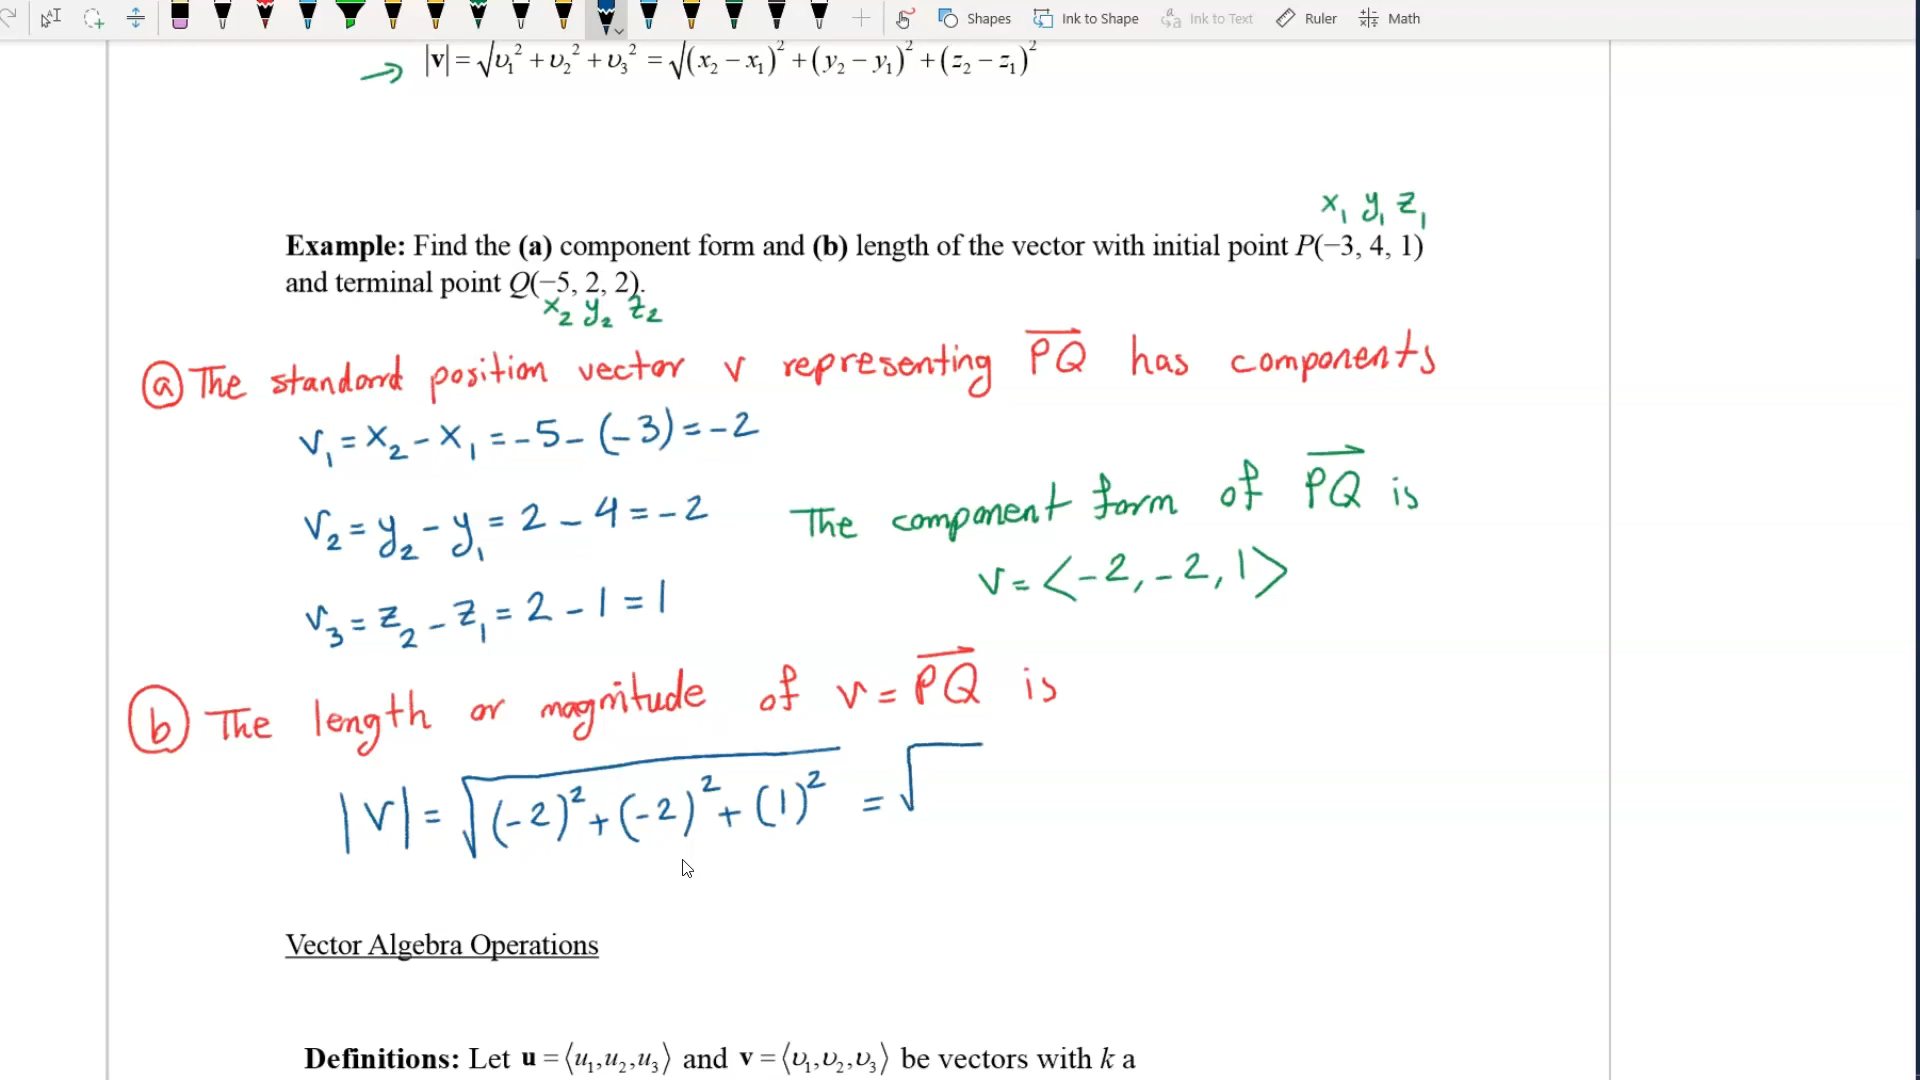 Shapes Ink to Shape Ink to Text Ruler Math
|v| = √v₁² + v₂² + v₃² = √(x₂ − x₁)² + (y₂ − y₁)² + (z₂ − z₁)²
x₁ y₁ z₁
Example: Find the (a) component form and (b) length of the vector with initial point P(−3, 4, 1)
and terminal point Q(−5, 2, 2).
x₂ y₂ z₂
ⓐ The standard position vector v representing PQ has components
v₁ = x₂ − x₁ = −5 − (−3) = −2
v₂ = y₂ − y₁ = 2 − 4 = −2
The component form of PQ is
v = <−2, −2, 1>
v₃ = z₂ − z₁ = 2 − 1 = 1
ⓑ The length or magnitude of v = PQ is
|v| = √(−2)² + (−2)² + (1)² = √
Vector Algebra Operations
Definitions: Let u = ⟨u₁,u₂,u₃⟩ and v = ⟨v₁,v₂,v₃⟩ be vectors with k a